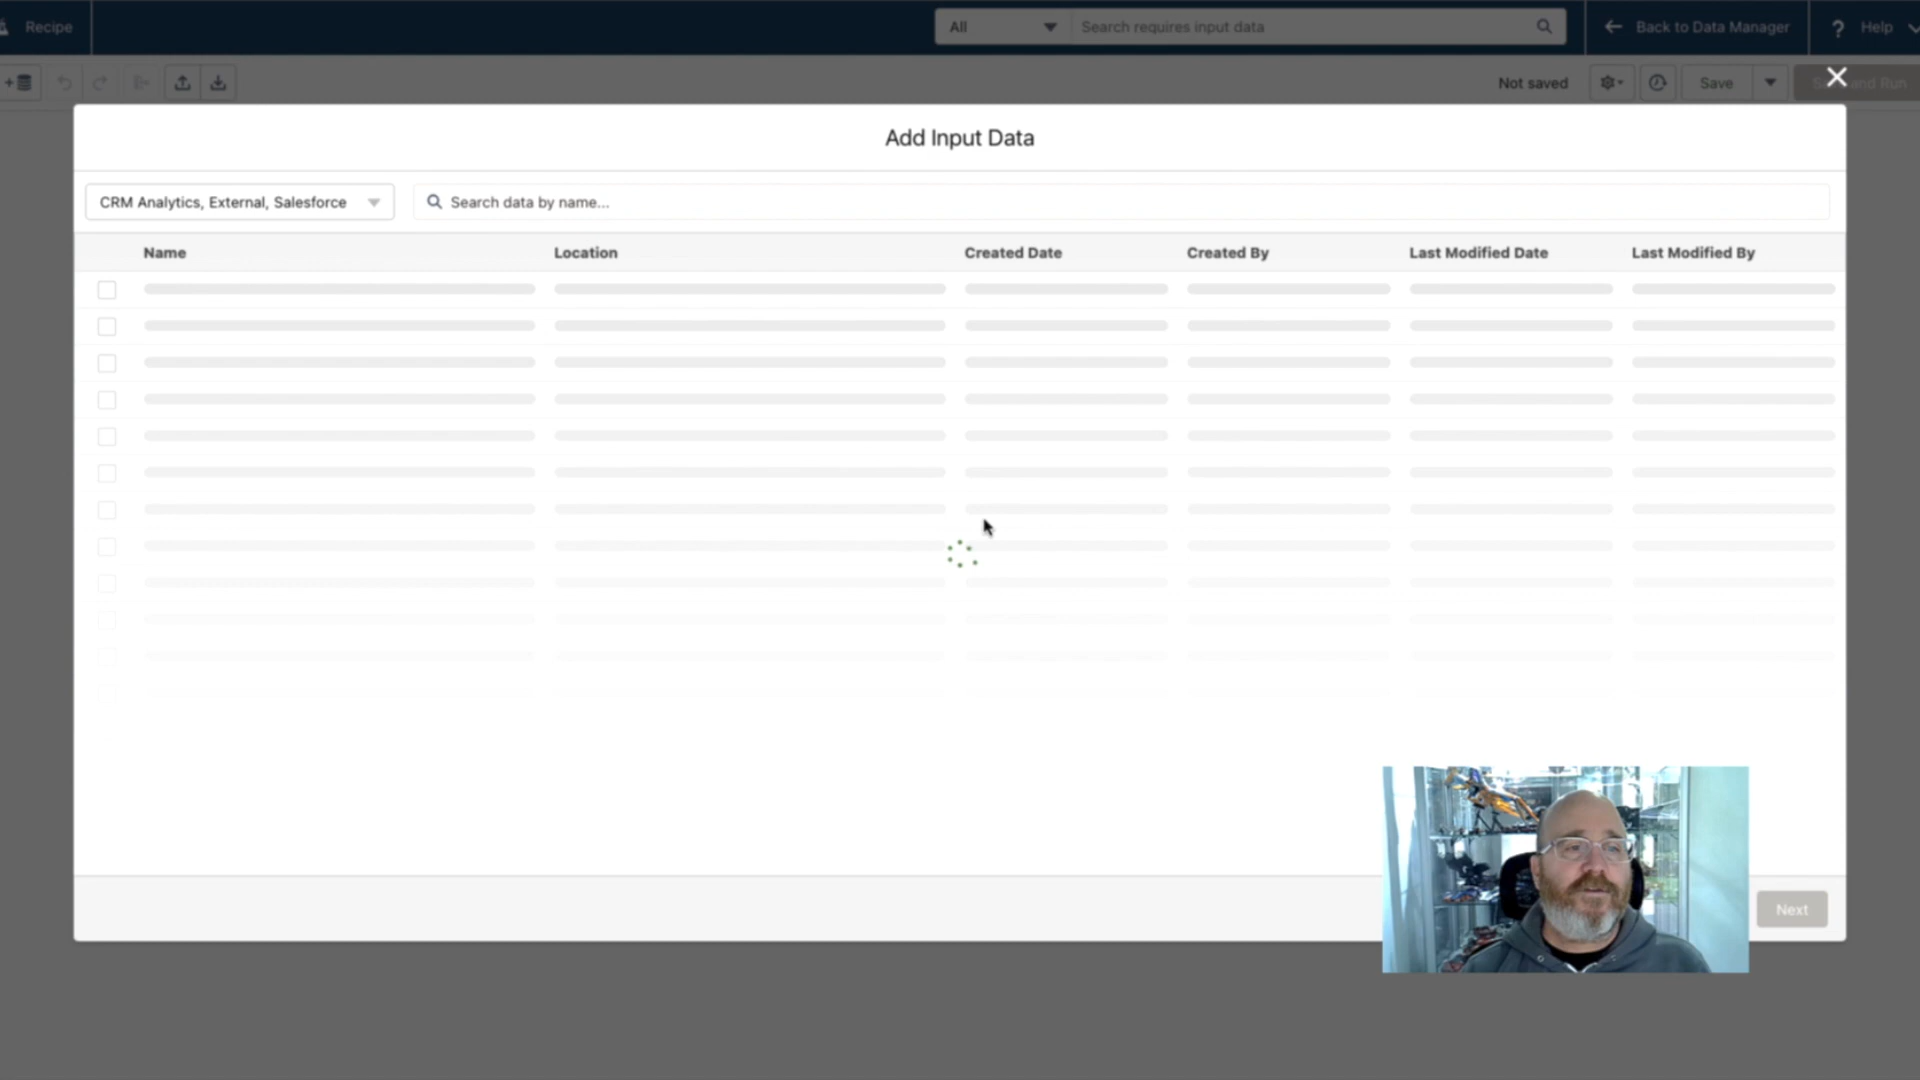 Recipe
All
Search requires input data
Back to Data Manager
Help
Not saved
Save
and Run
Add Input Data
CRM Analytics, External, Salesforce
Search data by name...
Name Location Created Date Created By Last Modified Date Last Modified By
Next